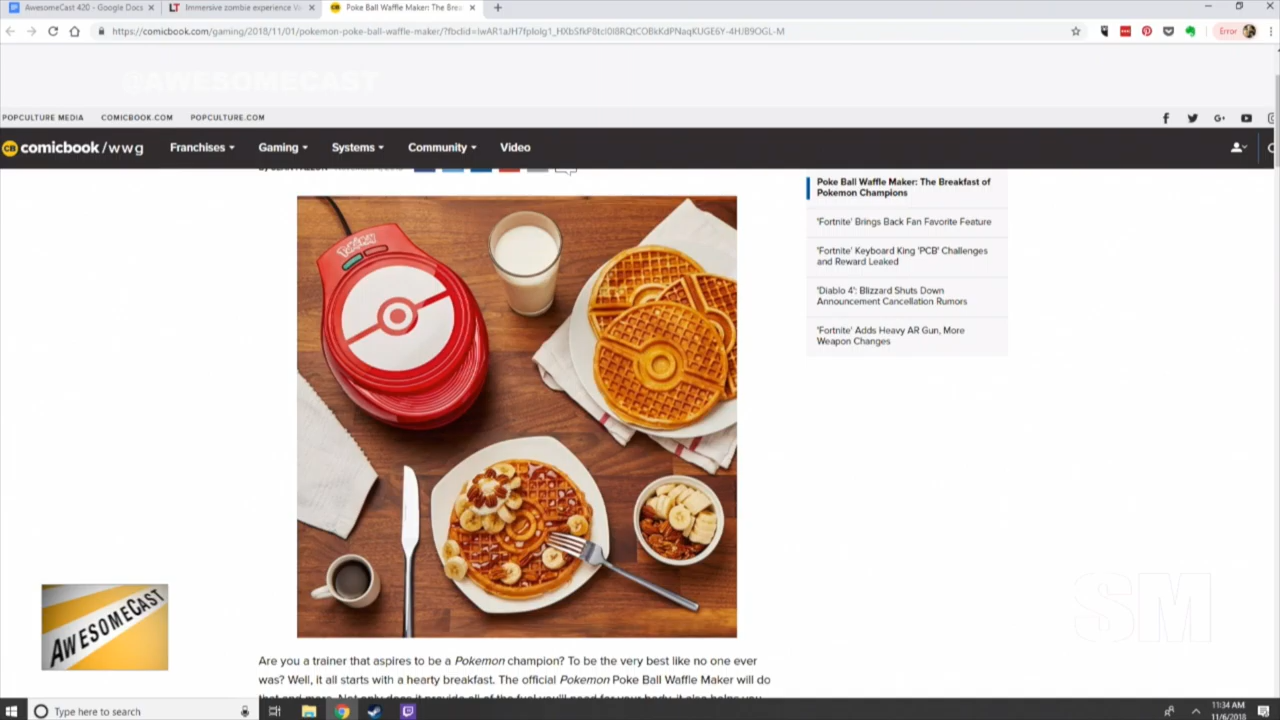 AwesomeCast 420 - Google Docs
Immersive zombie experience W
Poke Ball Waffle Maker: The Brea
https://comicbook.com/gaming/2018/11/01/pokemon-poke-ball-waffle-maker/?fbclid=
Error
@AWESOMECAST
POPCULTURE MEDIA COMICBOOK.COM POPCULTURE.COM
comicbook/wwg Franchises Gaming Systems Community Video
Poke Ball Waffle Maker: The Breakfast of
Pokemon Champions
'Fortnite' Brings Back Fan Favorite Feature
'Fortnite' Keyboard King 'PCB' Challenges
and Reward Leaked
'Diablo 4': Blizzard Shuts Down
Announcement Cancellation Rumors
'Fortnite' Adds Heavy AR Gun, More
Weapon Changes
Pokémon
AWESOMECAST
SM
Are you a trainer that aspires to be a Pokemon champion? To be the very best like no one ever
was? Well, it all starts with a hearty breakfast. The official Pokemon Poke Ball Waffle Maker will do
Type here to search
11:34 AM
11/6/2018